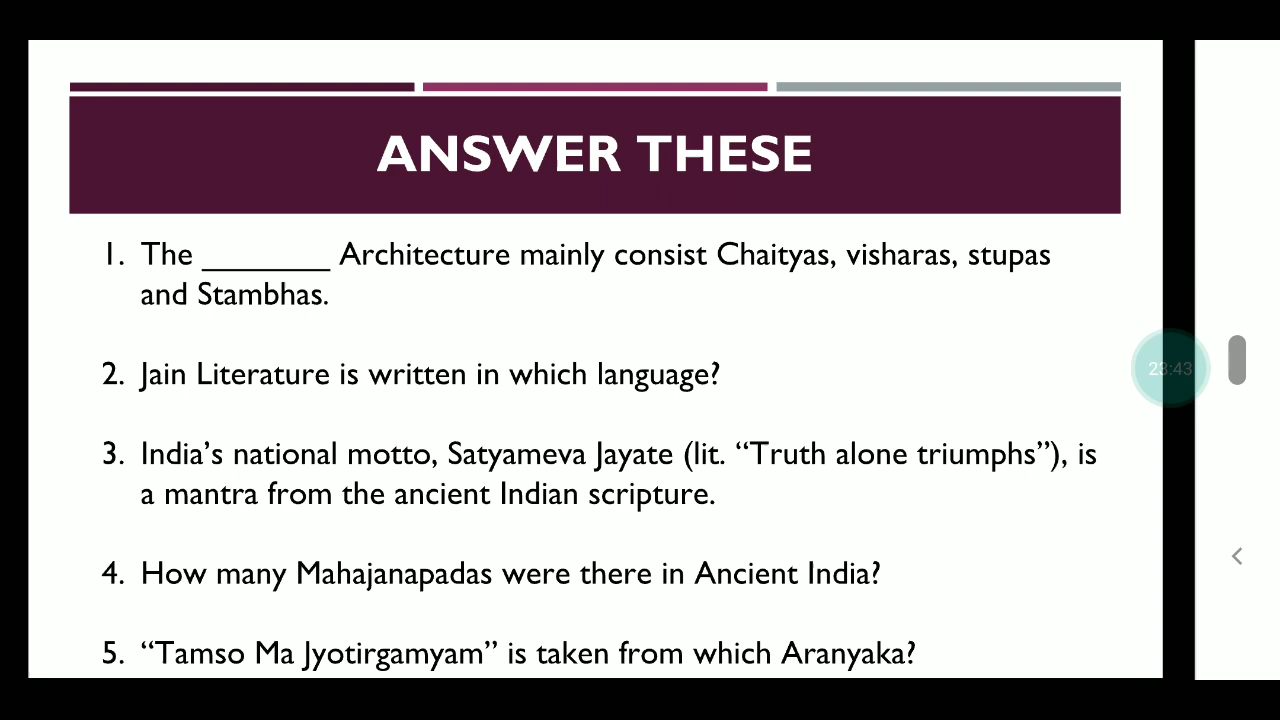 ANSWER THESE
1. The ________ Architecture mainly consist Chaityas, visharas, stupas
and Stambhas.
2. Jain Literature is written in which language?
3. India’s national motto, Satyameva Jayate (lit. “Truth alone triumphs”), is
a mantra from the ancient Indian scripture.
23:43
4. How many Mahajanapadas were there in Ancient India?
5. “Tamso Ma Jyotirgamyam” is taken from which Aranyaka?